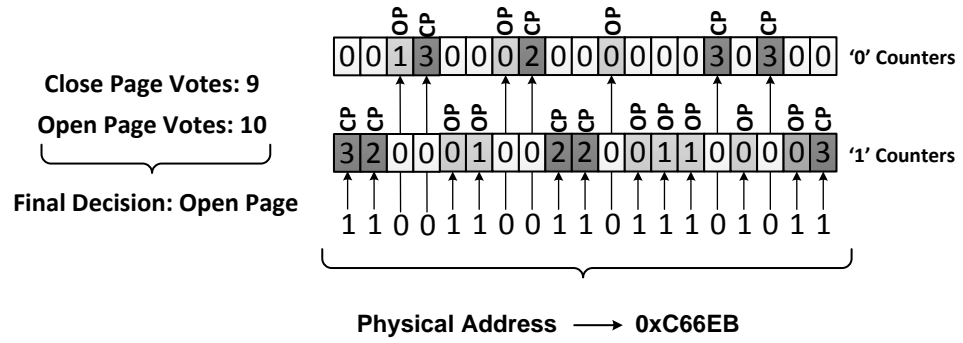 OP CP OP CP OP CP CP
0 0 1 3 0 0 0 2 0 0 0 0 0 0 3 0 3 0 0 '0' Counters
Close Page Votes: 9
Open Page Votes: 10
CP CP OP OP CP CP OP OP OP OP OP CP
3 2 0 0 0 1 0 0 2 2 0 0 1 1 0 0 0 0 3 '1' Counters
Final Decision: Open Page
1 1 0 0 1 1 0 0 1 1 0 1 1 1 0 1 0 1 1
Physical Address → 0xC66EB